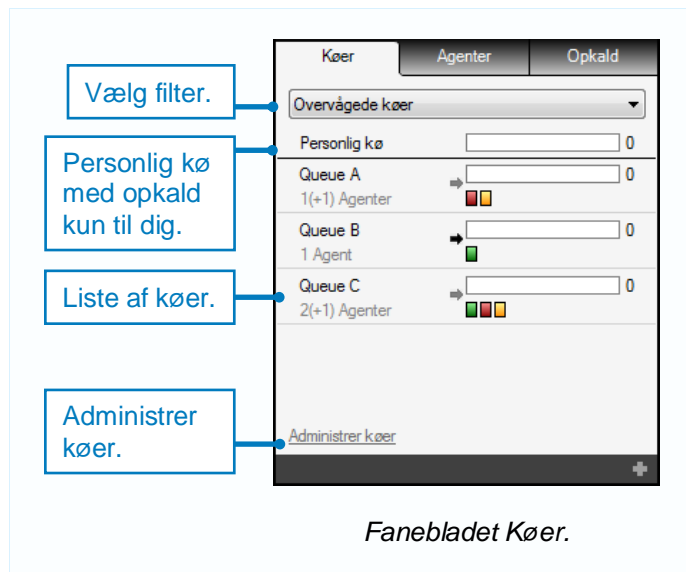 Køer Agenter Opkald
Vælg filter.
Overvågede køer
Personlig kø 0
Personlig kø
med opkald
kun til dig.
Queue A 0
1(+1) Agenter
Queue B 0
1 Agent
Liste af køer.
Queue C 0
2(+1) Agenter
Administrer
køer.
Administrer køer
Fanebladet Køer.